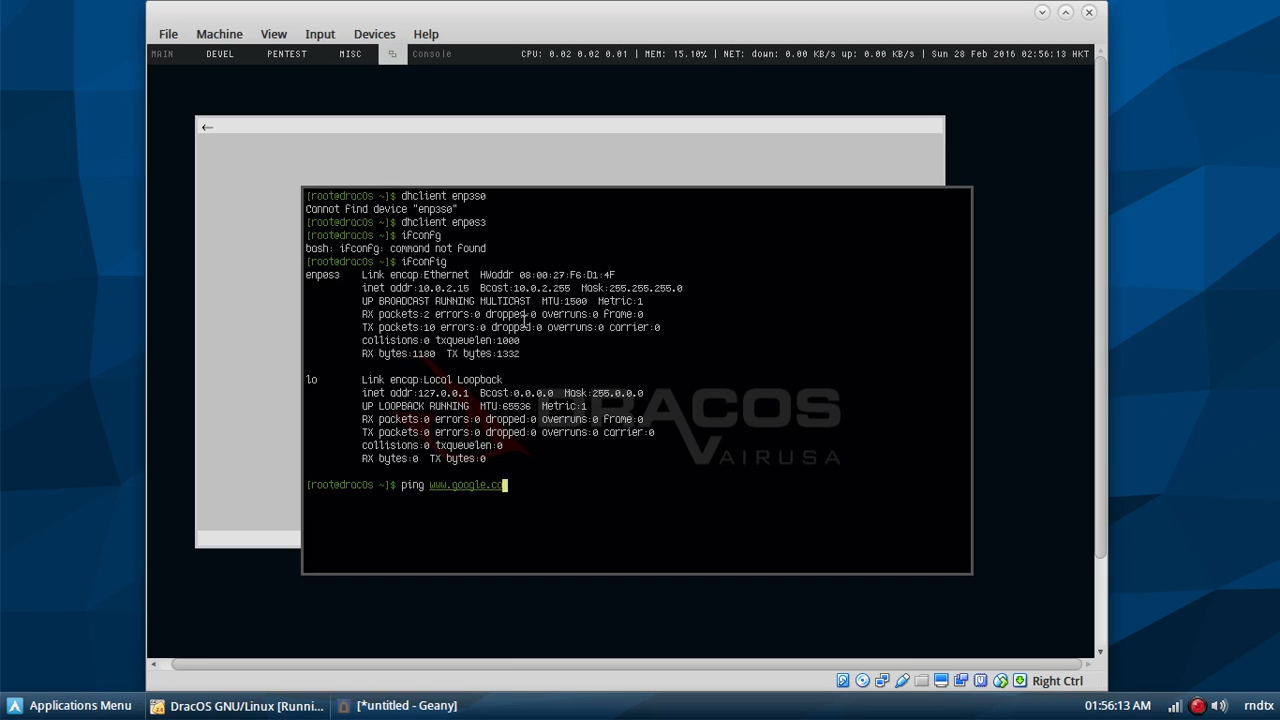 File Machine View Input Devices Help
MAIN DEVEL PENTEST MISC Console CPU: 0.02 0.02 0.01 | MEM: 15.10% | NET: down: 0.00 KB/s up: 0.00 KB/s | Sun 28 Feb 2016 02:56:13 HKT
←
[root@dracOs ~]$ dhclient enp3s0
Cannot find device "enp3s0"
[root@dracOs ~]$ dhclient enp0s3
[root@dracOs ~]$ ifconfg
bash: ifconfg: command not found
[root@dracOs ~]$ ifconfig
enp0s3 Link encap:Ethernet HWaddr 08:00:27:F6:D1:4F
inet addr:10.0.2.15 Bcast:10.0.2.255 Mask:255.255.255.0
UP BROADCAST RUNNING MULTICAST MTU:1500 Metric:1
RX packets:2 errors:0 dropped:0 overruns:0 frame:0
TX packets:10 errors:0 dropped:0 overruns:0 carrier:0
collisions:0 txqueuelen:1000
RX bytes:1180 TX bytes:1332
lo Link encap:Local Loopback
inet addr:127.0.0.1 Bcast:0.0.0.0 Mask:255.0.0.0
UP LOOPBACK RUNNING MTU:65536 Metric:1
RX packets:0 errors:0 dropped:0 overruns:0 frame:0
TX packets:0 errors:0 dropped:0 overruns:0 carrier:0
collisions:0 txqueuelen:0
RX bytes:0 TX bytes:0
DRACOS
VAIRUSA
[root@dracOs ~]$ ping www.google.co
Right Ctrl
Applications Menu DracOS GNU/Linux [Runni... [*untitled - Geany] 01:56:13 AM rndtx